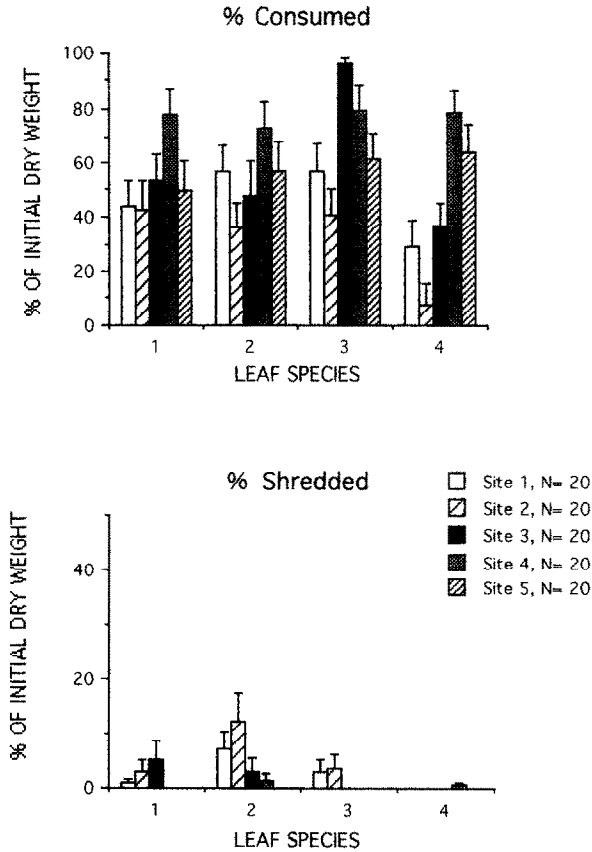 % Consumed
% OF INITIAL DRY WEIGHT
100
80
60
40
20
0
1 2 3 4
LEAF SPECIES
% Shredded
% OF INITIAL DRY WEIGHT
40
20
0
1 2 3 4
LEAF SPECIES
Site 1, N= 20
Site 2, N= 20
Site 3, N= 20
Site 4, N= 20
Site 5, N= 20